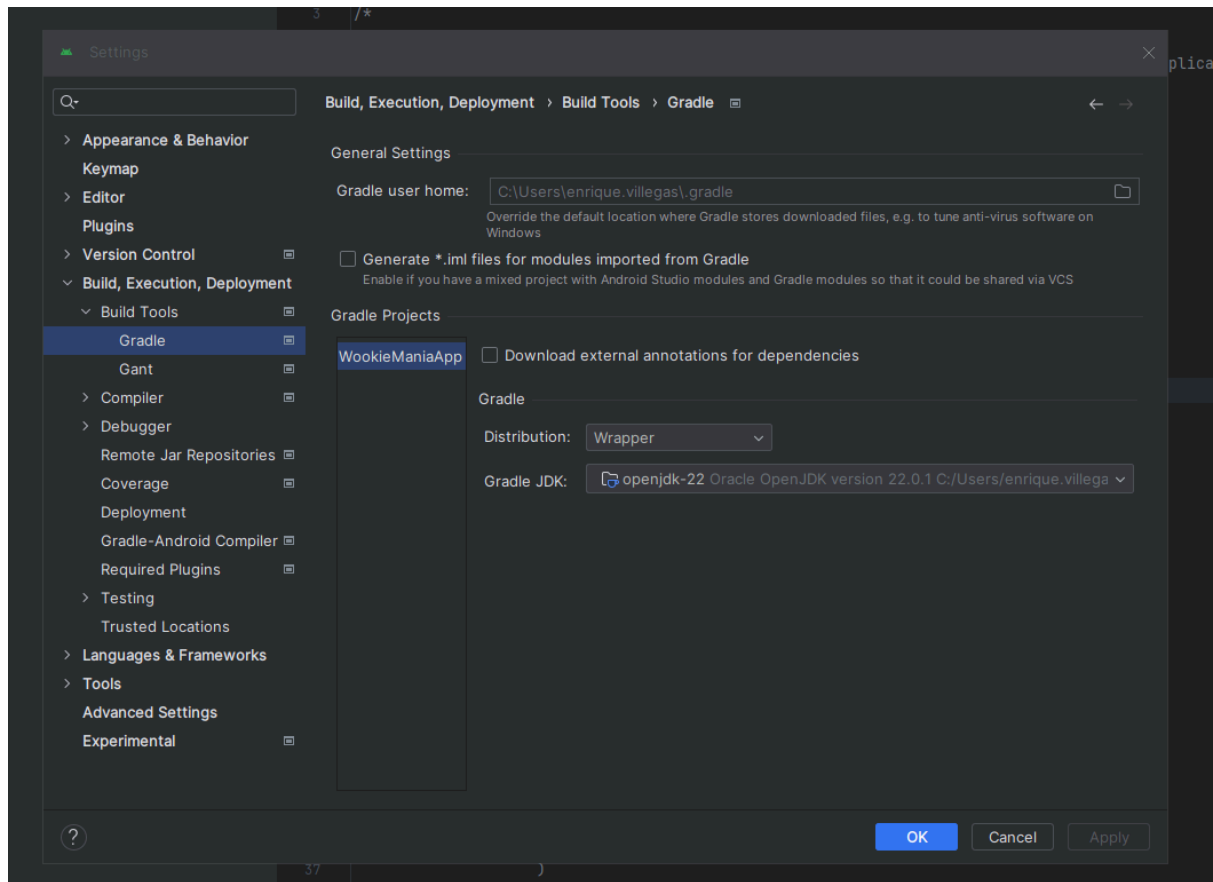 3 /*
Settings
plica
Build, Execution, Deployment › Build Tools › Gradle
Appearance & Behavior
Keymap
Editor
Plugins
Version Control
Build, Execution, Deployment
Build Tools
Gradle
Gant
Compiler
Debugger
Remote Jar Repositories
Coverage
Deployment
Gradle-Android Compiler
Required Plugins
Testing
Trusted Locations
Languages & Frameworks
Tools
Advanced Settings
Experimental
General Settings
Gradle user home: C:\Users\enrique.villegas\.gradle
Override the default location where Gradle stores downloaded files, e.g. to tune anti-virus software on
Windows
Generate *.iml files for modules imported from Gradle
Enable if you have a mixed project with Android Studio modules and Gradle modules so that it could be shared via VCS
Gradle Projects
WookieManiaApp
Download external annotations for dependencies
Gradle
Distribution: Wrapper
Gradle JDK: openjdk-22 Oracle OpenJDK version 22.0.1 C:/Users/enrique.villega
?
OK
Cancel
Apply
37 )